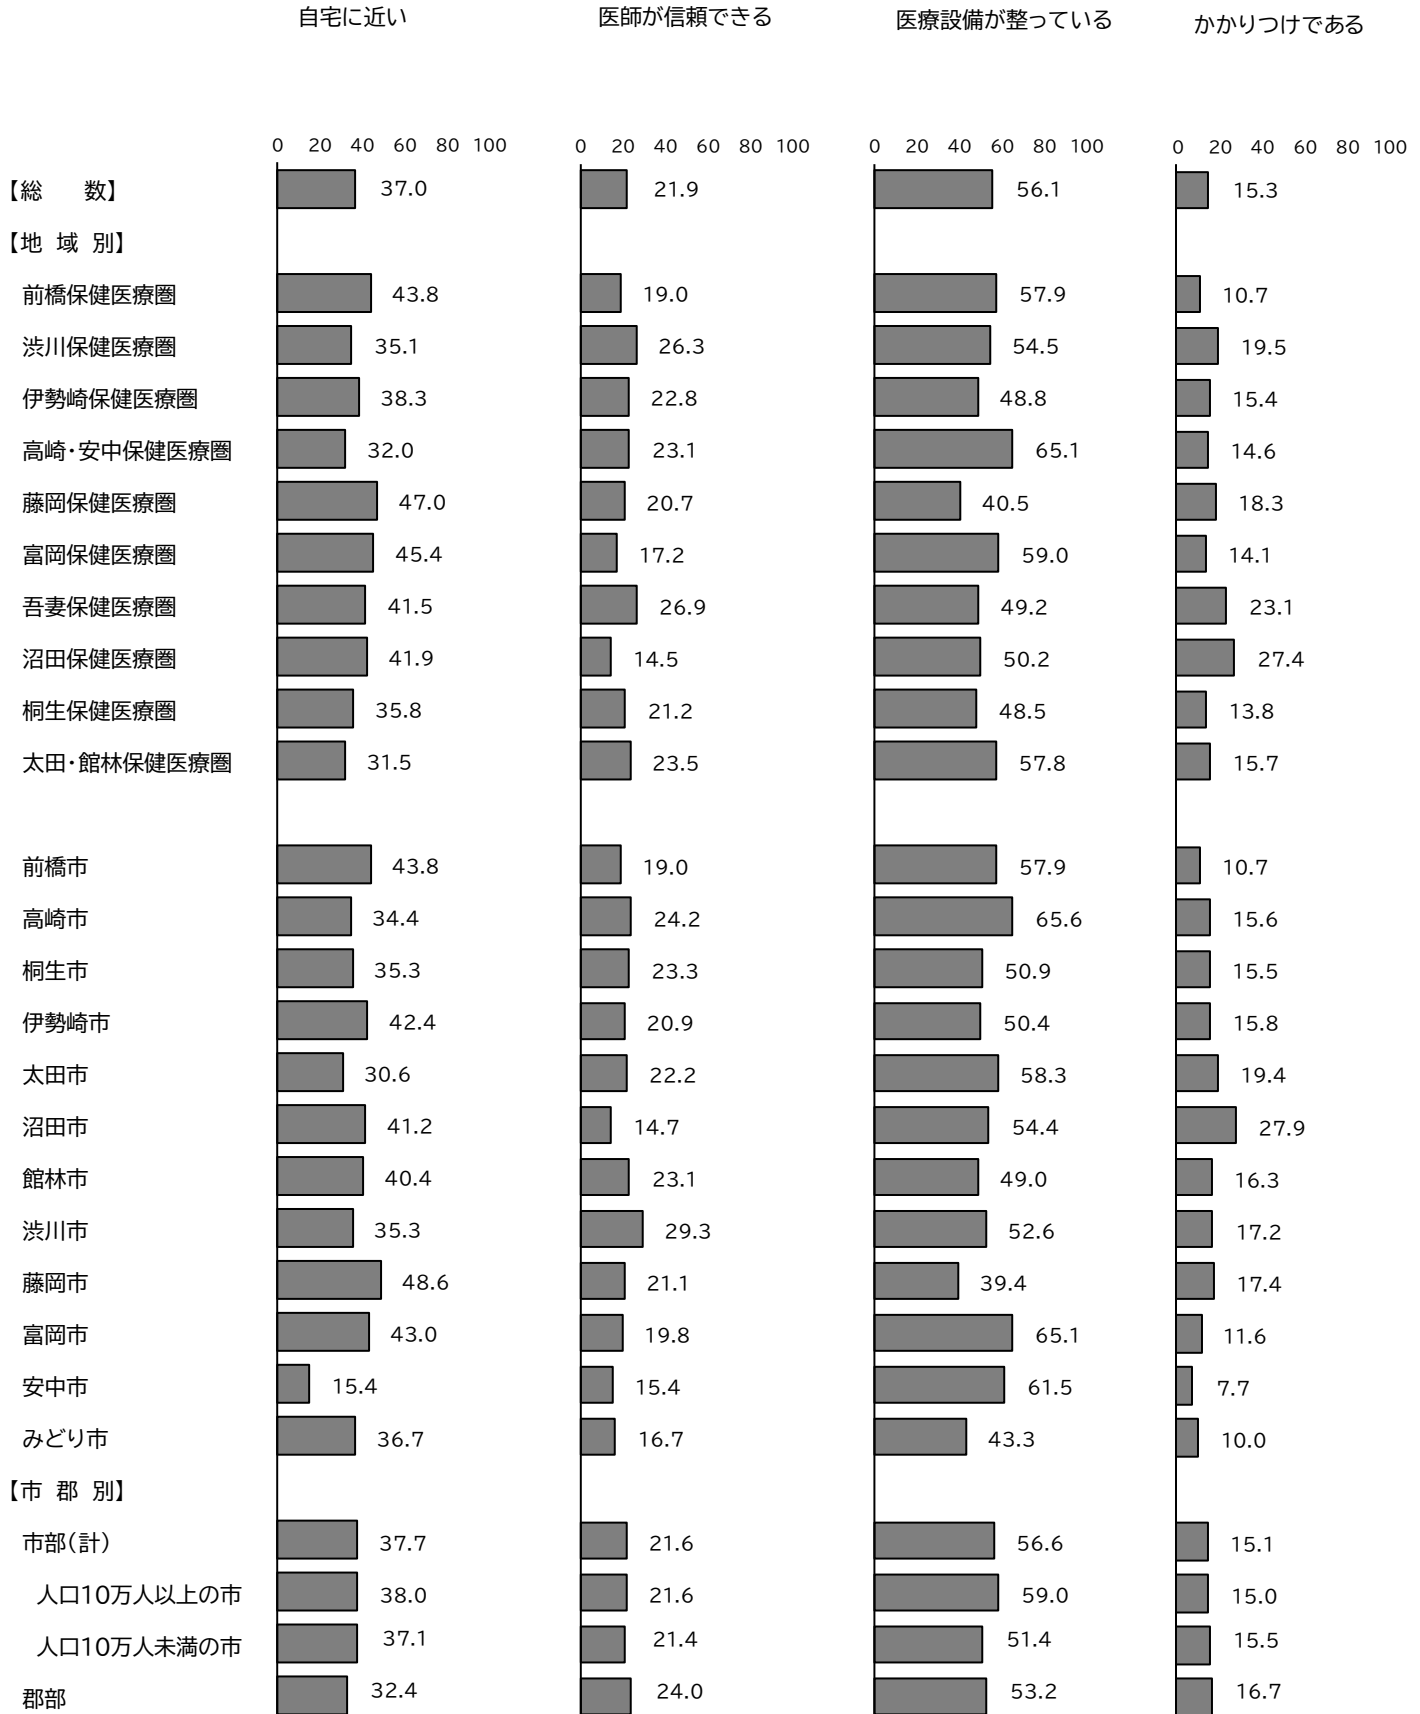 自宅に近い 医師が信頼できる 医療設備が整っている かかりつけである
0 20 40 60 80 100 0 20 40 60 80 100 0 20 40 60 80 100 0 20 40 60 80 100
【総　数】 37.0 21.9 56.1 15.3
【地 域 別】
前橋保健医療圏 43.8 19.0 57.9 10.7
渋川保健医療圏 35.1 26.3 54.5 19.5
伊勢崎保健医療圏 38.3 22.8 48.8 15.4
高崎・安中保健医療圏 32.0 23.1 65.1 14.6
藤岡保健医療圏 47.0 20.7 40.5 18.3
富岡保健医療圏 45.4 17.2 59.0 14.1
吾妻保健医療圏 41.5 26.9 49.2 23.1
沼田保健医療圏 41.9 14.5 50.2 27.4
桐生保健医療圏 35.8 21.2 48.5 13.8
太田・館林保健医療圏 31.5 23.5 57.8 15.7
前橋市 43.8 19.0 57.9 10.7
高崎市 34.4 24.2 65.6 15.6
桐生市 35.3 23.3 50.9 15.5
伊勢崎市 42.4 20.9 50.4 15.8
太田市 30.6 22.2 58.3 19.4
沼田市 41.2 14.7 54.4 27.9
館林市 40.4 23.1 49.0 16.3
渋川市 35.3 29.3 52.6 17.2
藤岡市 48.6 21.1 39.4 17.4
富岡市 43.0 19.8 65.1 11.6
安中市 15.4 15.4 61.5 7.7
みどり市 36.7 16.7 43.3 10.0
【市 郡 別】
市部（計） 37.7 21.6 56.6 15.1
人口10万人以上の市 38.0 21.6 59.0 15.0
人口10万人未満の市 37.1 21.4 51.4 15.5
郡部 32.4 24.0 53.2 16.7